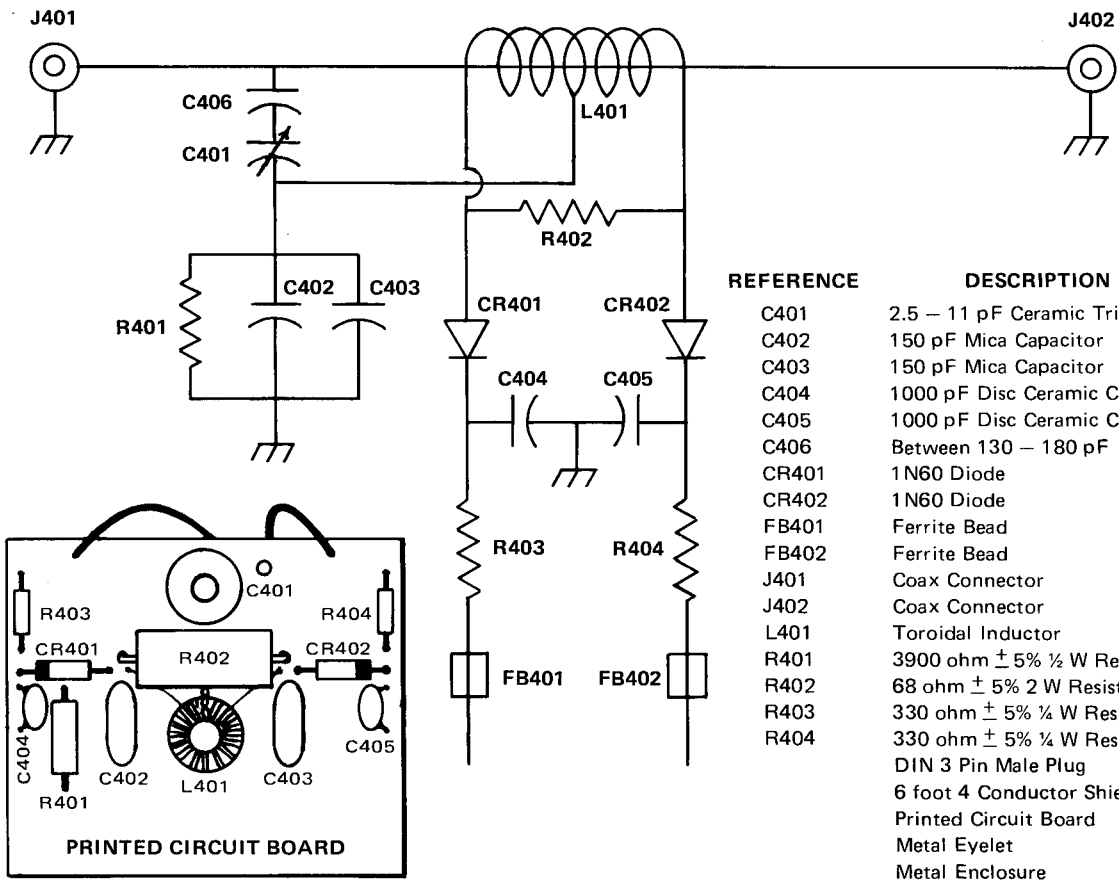 J401
J402
C406
L401
C401
R402
C402
C403
R401
CR401
CR402
C404
C405
R403
R404
FB401
FB402
REFERENCE DESCRIPTION
C401 2.5 – 11 pF Ceramic Tri
C402 150 pF Mica Capacitor
C403 150 pF Mica Capacitor
C404 1000 pF Disc Ceramic C
C405 1000 pF Disc Ceramic C
C406 Between 130 – 180 pF
CR401 1N60 Diode
CR402 1N60 Diode
FB401 Ferrite Bead
FB402 Ferrite Bead
J401 Coax Connector
J402 Coax Connector
L401 Toroidal Inductor
R401 3900 ohm ± 5% ½ W Re
R402 68 ohm ± 5% 2 W Resist
R403 330 ohm ± 5% ¼ W Res
R404 330 ohm ± 5% ¼ W Res
DIN 3 Pin Male Plug
6 foot 4 Conductor Shie
Printed Circuit Board
Metal Eyelet
Metal Enclosure
C401
R403
R404
CR401
R402
CR402
C404
C402
L401
C403
C405
R401
PRINTED CIRCUIT BOARD